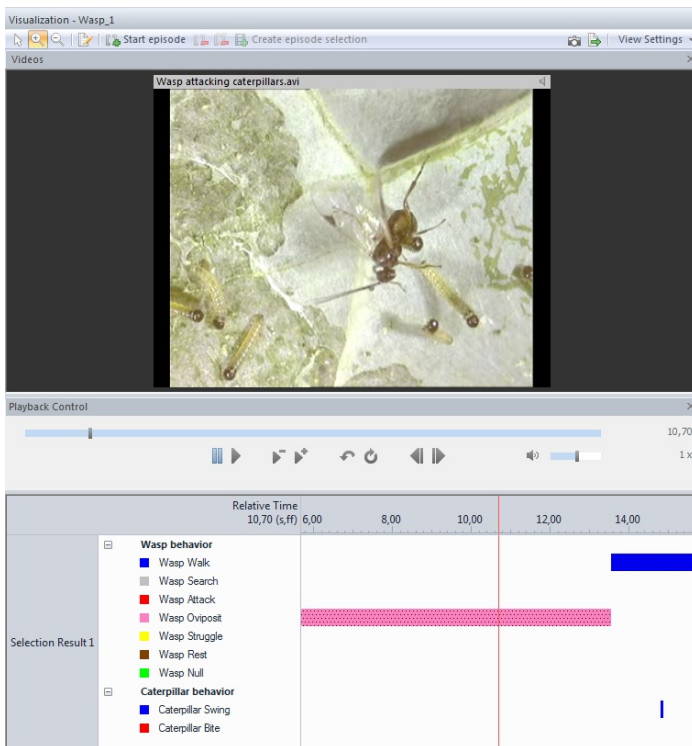 Visualization - Wasp_1
Start episode Create episode selection View Settings
Videos
Wasp attacking caterpillars.avi
Playback Control
10,70
1 x
Relative Time
10,70 (s,ff) 6,00 8,00 10,00 12,00 14,00
Wasp behavior
Wasp Walk
Wasp Search
Wasp Attack
Wasp Oviposit
Wasp Struggle
Selection Result 1
Wasp Rest
Wasp Null
Caterpillar behavior
Caterpillar Swing
Caterpillar Bite